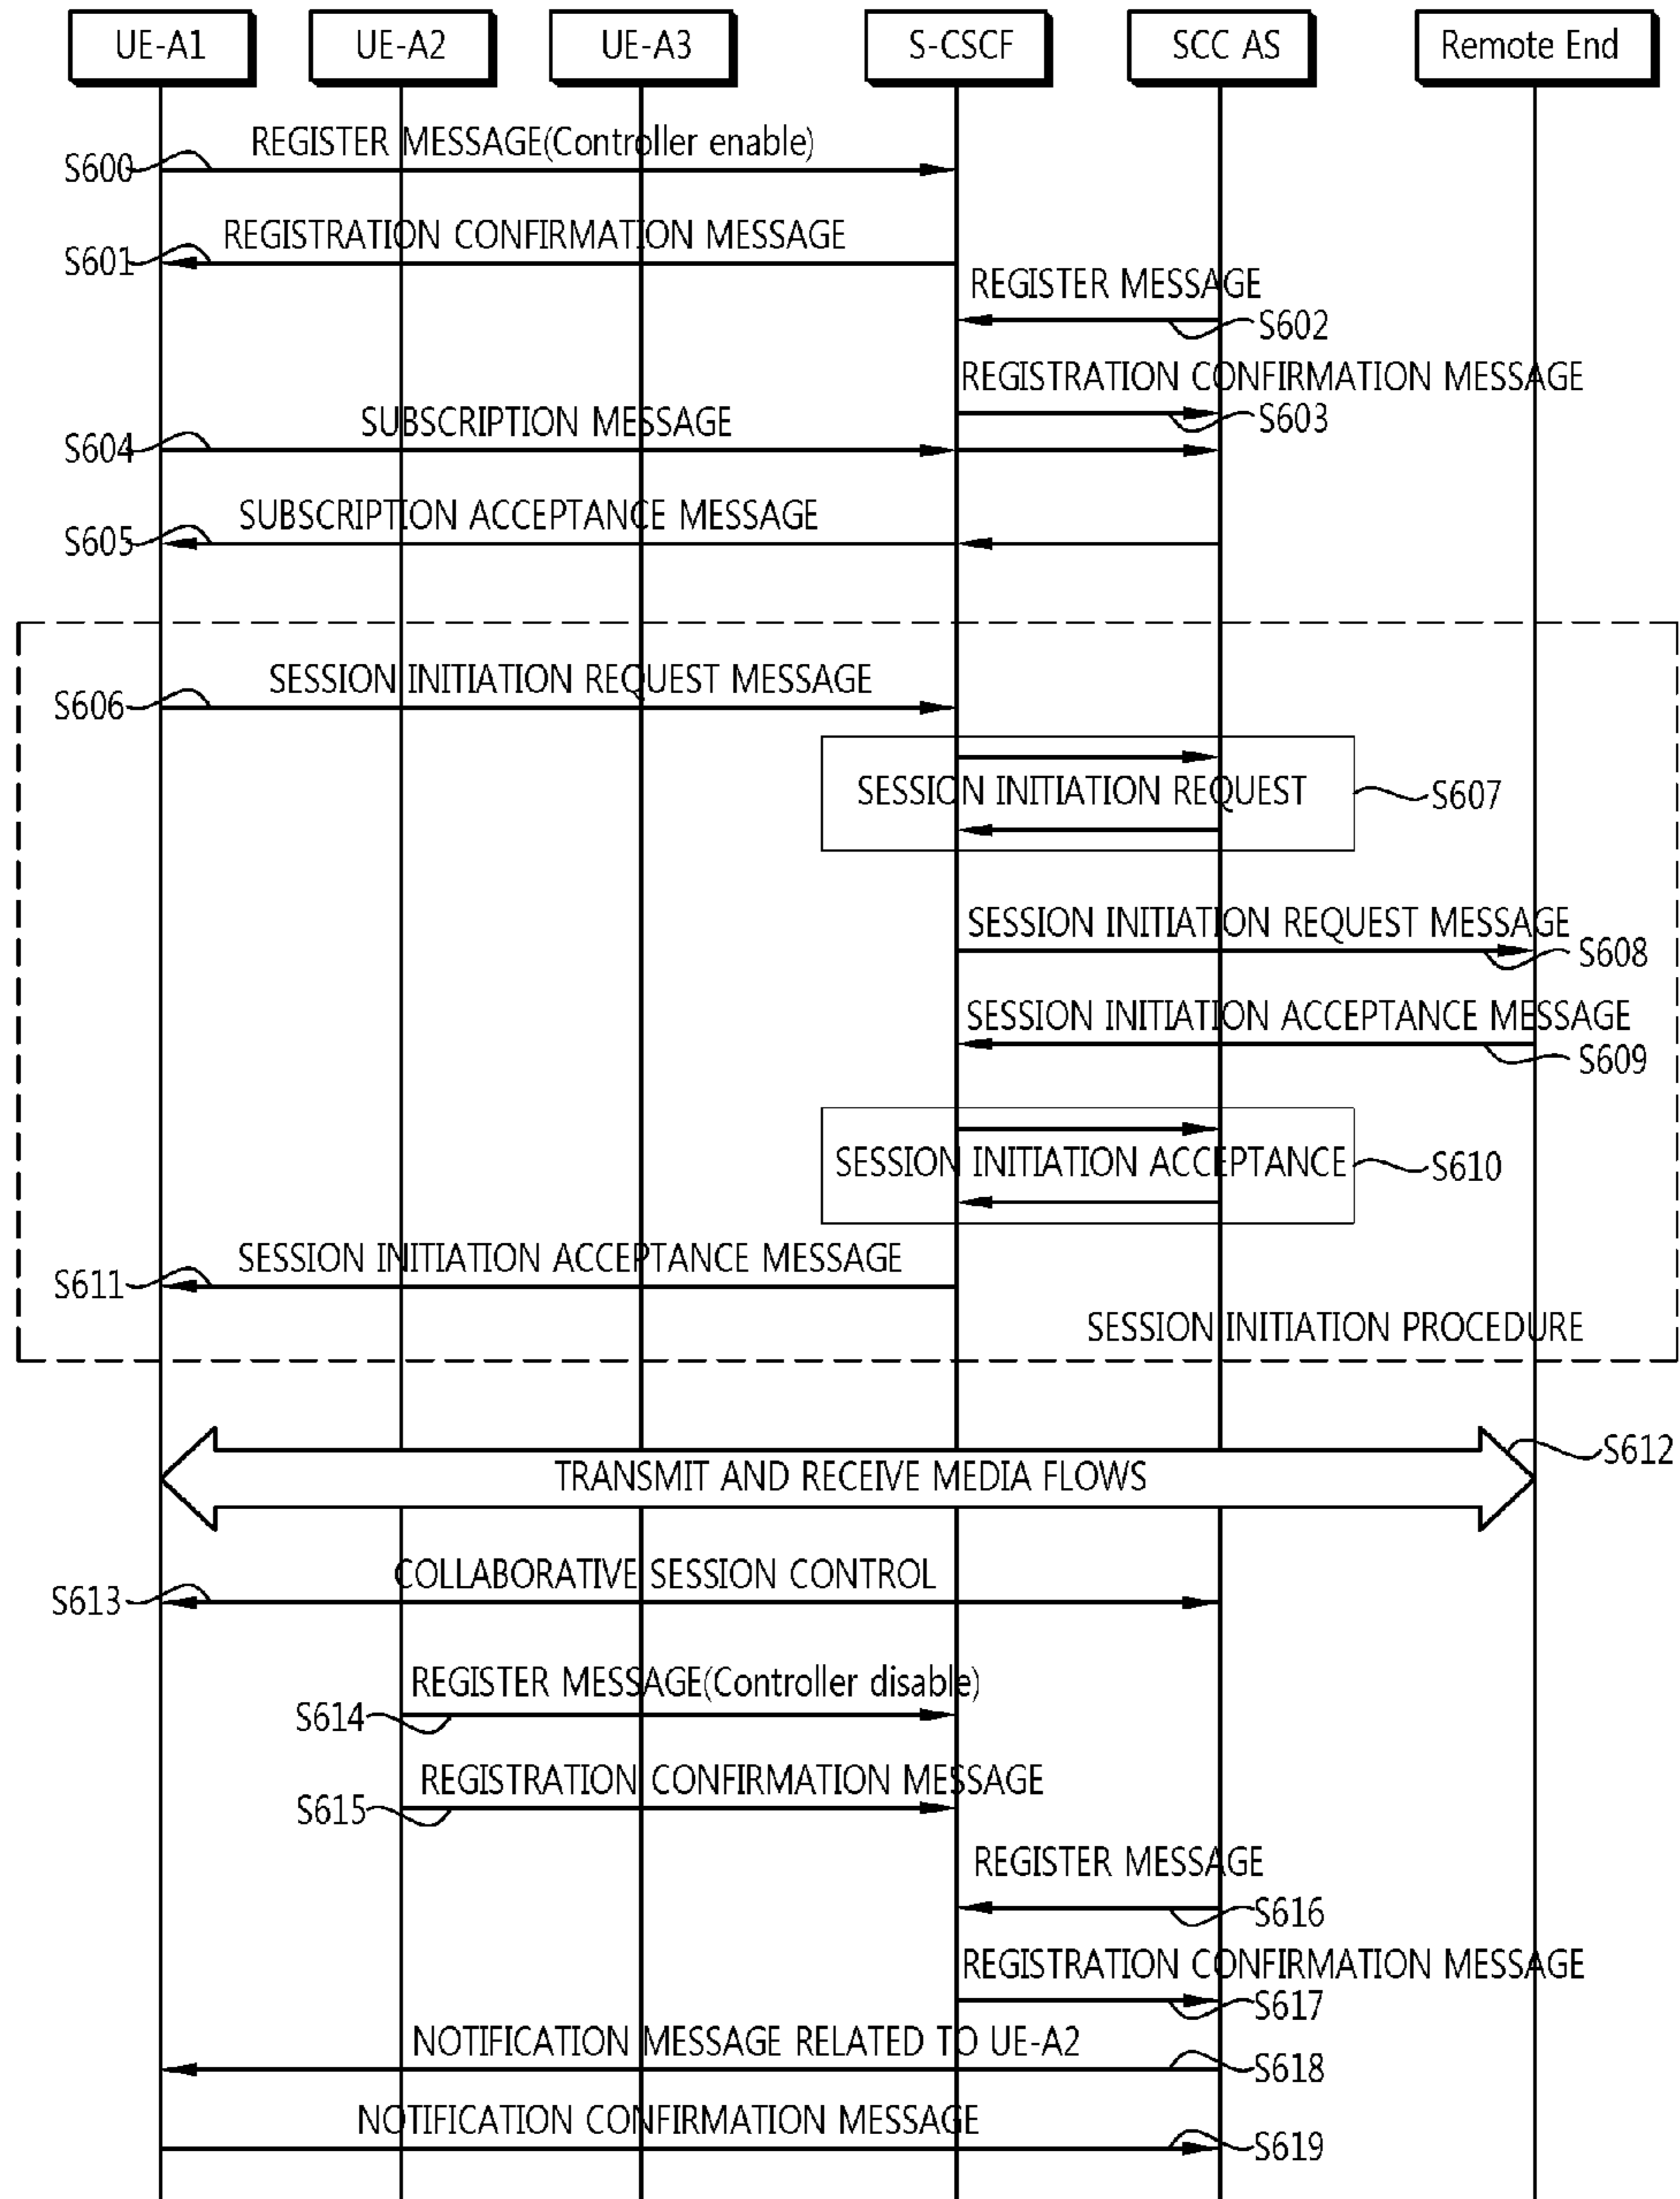 UE-A1
UE-A2
UE-A3
S-CSCF
SCC AS
Remote End
REGISTER MESSAGE(Controller enable)
S600
REGISTRATION CONFIRMATION MESSAGE
S601
REGISTER MESSAGE
S602
REGISTRATION CONFIRMATION MESSAGE
S603
SUBSCRIPTION MESSAGE
S604
SUBSCRIPTION ACCEPTANCE MESSAGE
S605
SESSION INITIATION REQUEST MESSAGE
S606
SESSION INITIATION REQUEST
S607
SESSION INITIATION REQUEST MESSAGE
S608
SESSION INITIATION ACCEPTANCE MESSAGE
S609
SESSION INITIATION ACCEPTANCE
S610
SESSION INITIATION ACCEPTANCE MESSAGE
S611
SESSION INITIATION PROCEDURE
S612
TRANSMIT AND RECEIVE MEDIA FLOWS
COLLABORATIVE SESSION CONTROL
S613
REGISTER MESSAGE(Controller disable)
S614
REGISTRATION CONFIRMATION MESSAGE
S615
REGISTER MESSAGE
S616
REGISTRATION CONFIRMATION MESSAGE
S617
NOTIFICATION MESSAGE RELATED TO UE-A2
S618
NOTIFICATION CONFIRMATION MESSAGE
S619